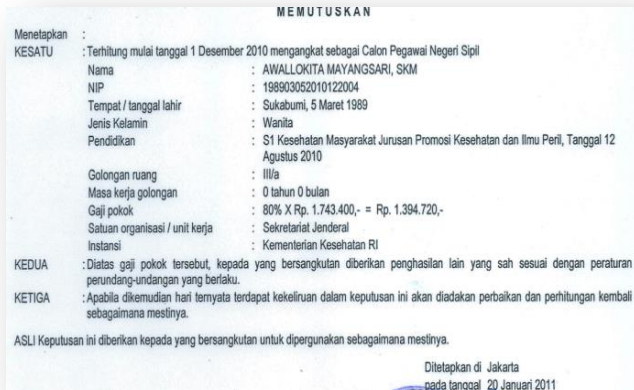 MEMUTUSKAN
Menetapkan :
KESATU : Terhitung mulai tanggal 1 Desember 2010 mengangkat sebagai Calon Pegawai Negeri Sipil
Nama : AWALLOKITA MAYANGSARI, SKM
NIP : 198903052010122004
Tempat / tanggal lahir : Sukabumi, 5 Maret 1989
Jenis Kelamin : Wanita
Pendidikan : S1 Kesehatan Masyarakat Jurusan Promosi Kesehatan dan Ilmu Peril, Tanggal 12
Agustus 2010
Golongan ruang : III/a
Masa kerja golongan : 0 tahun 0 bulan
Gaji pokok : 80% X Rp. 1.743.400,- = Rp. 1.394.720,-
Satuan organisasi / unit kerja : Sekretariat Jenderal
Instansi : Kementerian Kesehatan RI
KEDUA : Diatas gaji pokok tersebut, kepada yang bersangkutan diberikan penghasilan lain yang sah sesuai dengan peraturan
perundang-undangan yang berlaku.
KETIGA : Apabila dikemudian hari ternyata terdapat kekeliruan dalam keputusan ini akan diadakan perbaikan dan perhitungan kembali
sebagaimana mestinya.
ASLI Keputusan ini diberikan kepada yang bersangkutan untuk dipergunakan sebagaimana mestinya.
Ditetapkan di Jakarta
pada tanggal 20 Januari 2011